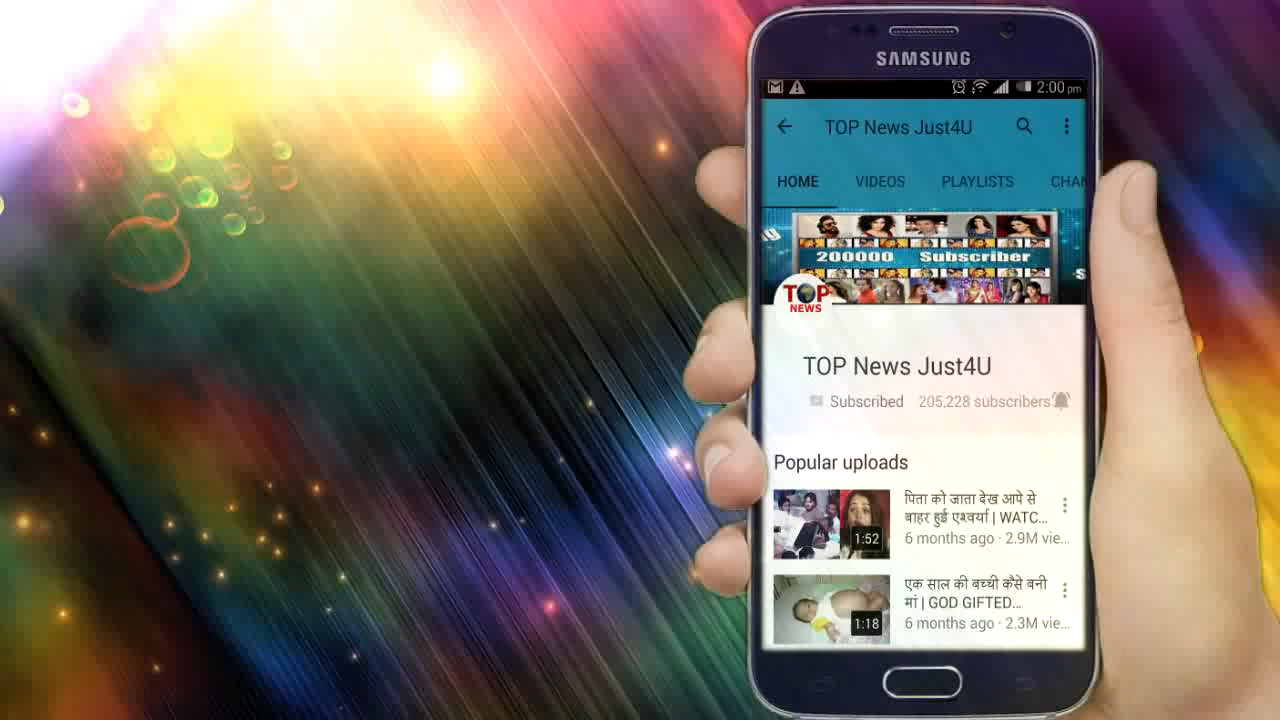 SAMSUNG
2:00 pm
TOP News Just4U
HOME VIDEOS PLAYLISTS CHAN
200000 Subscriber
TOP
NEWS
TOP News Just4U
Subscribed 205,228 subscribers
Popular uploads
पिता को जाता देख आपे से
बाहर हुई एश्वर्या | WATC...
6 months ago · 2.9M vie...
1:52
एक साल की बच्ची कैसे बनी
मां | GOD GIFTED...
6 months ago · 2.3M vie...
1:18